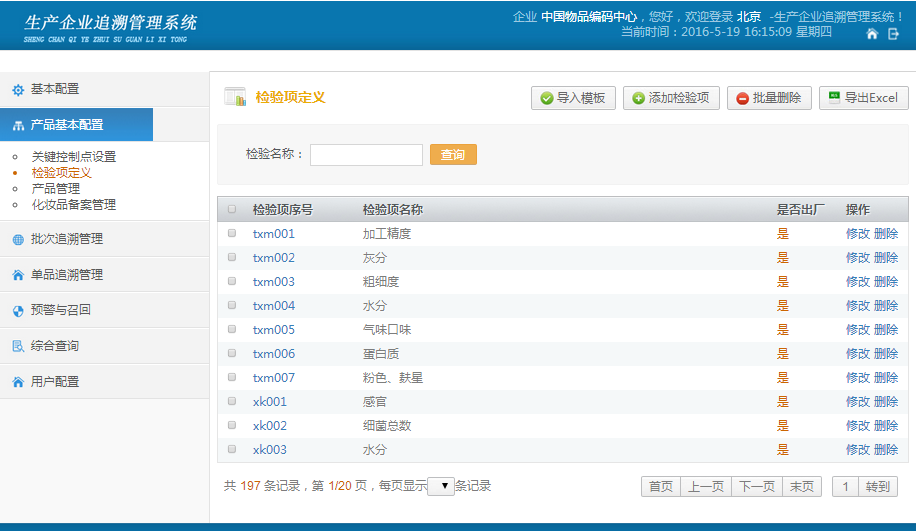 生产企业追溯管理系统
SHENG CHAN QI YE ZHUI SU GUAN LI XI TONG
企业 中国物品编码中心，您好，欢迎登录 北京 -生产企业追溯管理系统！
当前时间：2016-5-19 16:15:09 星期四
基本配置
产品基本配置
关键控制点设置
检验项定义
产品管理
化妆品备案管理
批次追溯管理
单品追溯管理
预警与召回
综合查询
用户配置
检验项定义
导入模板 添加检验项 批量删除 导出Excel
检验名称： 查询
检验项序号 检验项名称 是否出厂 操作
txm001 加工精度 是 修改 删除
txm002 灰分 是 修改 删除
txm003 粗细度 是 修改 删除
txm004 水分 是 修改 删除
txm005 气味口味 是 修改 删除
txm006 蛋白质 是 修改 删除
txm007 粉色、麸星 是 修改 删除
xk001 感官 是 修改 删除
xk002 细菌总数 是 修改 删除
xk003 水分 是 修改 删除
共 197 条记录，第 1/20 页，每页显示 条记录
首页 上一页 下一页 末页 1 转到